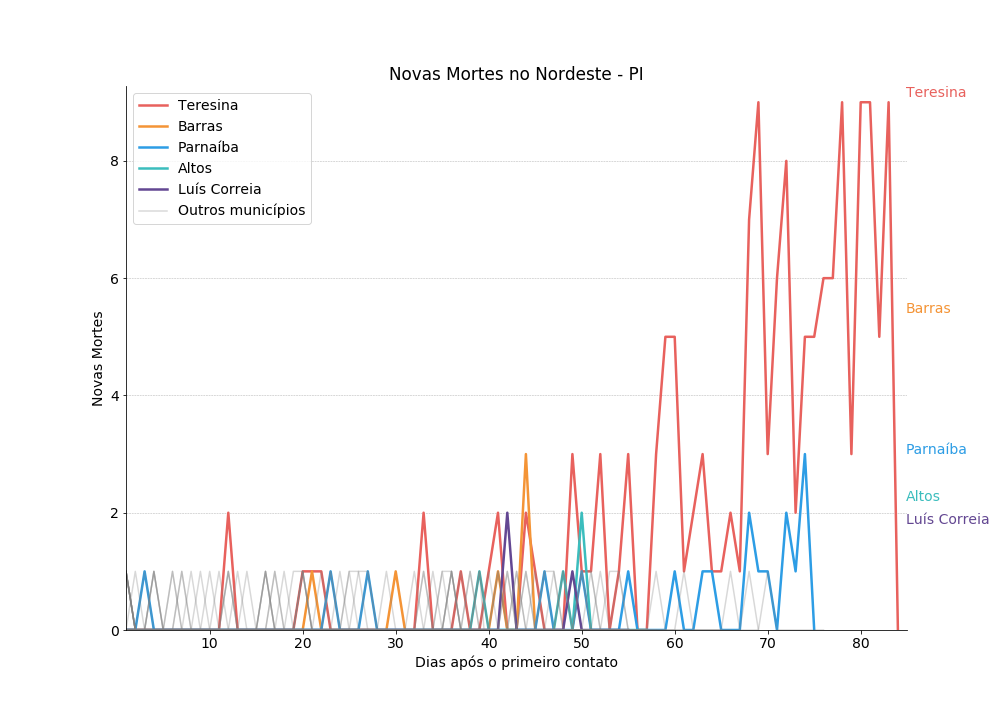 Novas Mortes no Nordeste - PI
Teresina
Barras
Parnaíba
Altos
Luís Correia
Outros municípios
Teresina
Barras
Parnaíba
Altos
Luís Correia
Novas Mortes
8
6
4
2
0
10 20 30 40 50 60 70 80
Dias após o primeiro contato